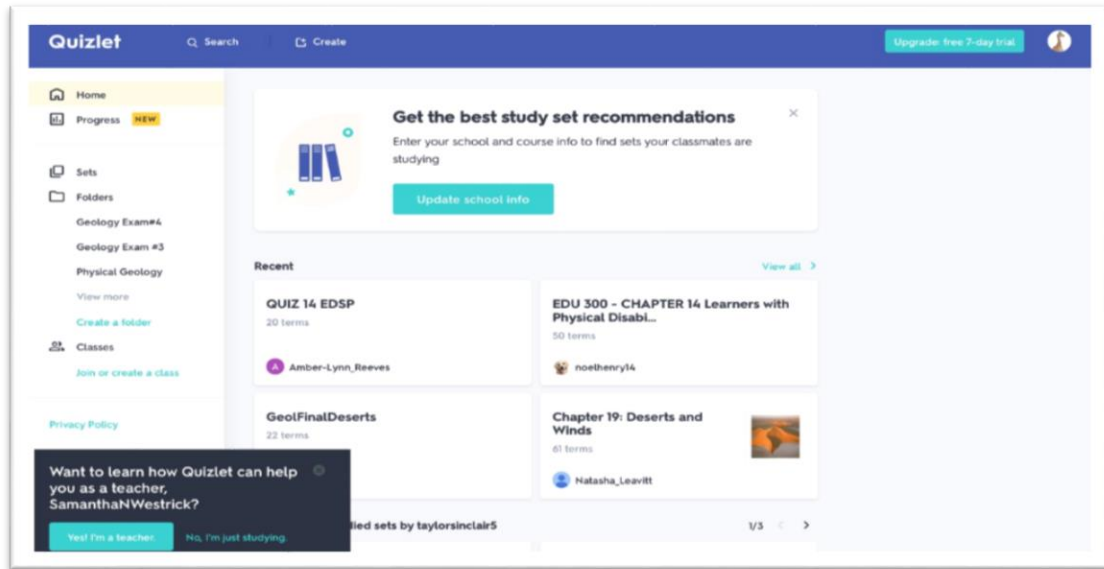 Quizlet
Search
Create
Upgrade: free 7-day trial
Home
Progress NEW
Sets
Folders
Geology Exam#4
Geology Exam #3
Physical Geology
View more
Create a folder
Classes
Join or create a class
Privacy Policy
Want to learn how Quizlet can help
you as a teacher,
SamanthaNWestrick?
Yes! I'm a teacher.
No, I'm just studying.
Get the best study set recommendations
Enter your school and course info to find sets your classmates are
studying
Update school info
Recent
View all
QUIZ 14 EDSP
20 terms
A
Amber-Lynn_Reeves
EDU 300 - CHAPTER 14 Learners with
Physical Disabi...
50 terms
noelhenry14
GeolFinalDeserts
22 terms
Chapter 19: Deserts and
Winds
61 terms
Natasha_Leavitt
sets by taylorsinclair5
1/3